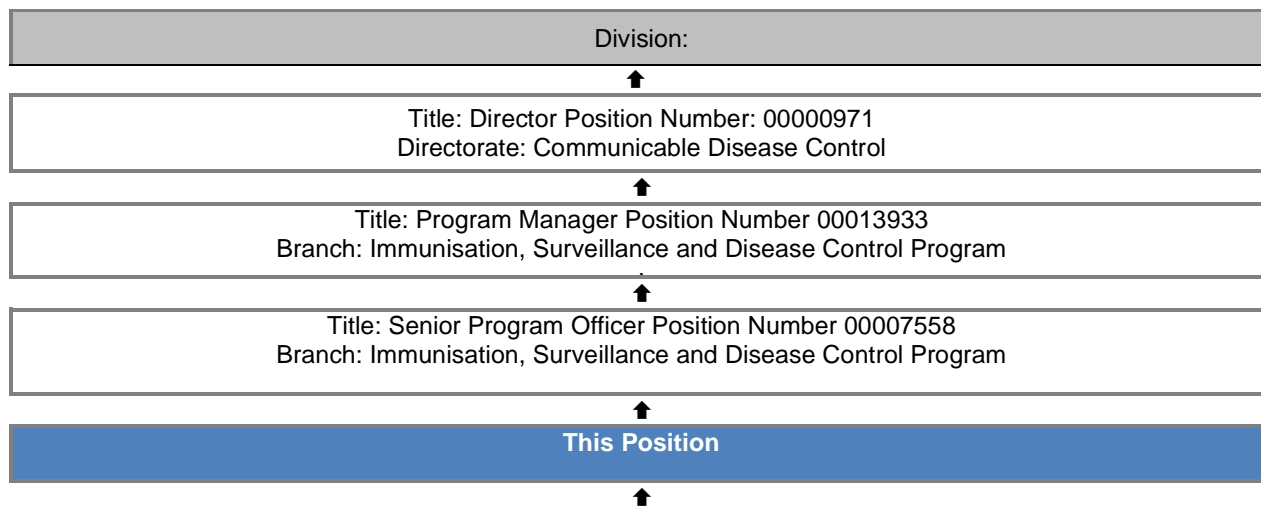 Division:
Title: Director Position Number: 00000971
Directorate: Communicable Disease Control
Title: Program Manager Position Number 00013933
Branch: Immunisation, Surveillance and Disease Control Program
.
Title: Senior Program Officer Position Number 00007558
Branch: Immunisation, Surveillance and Disease Control Program
This Position